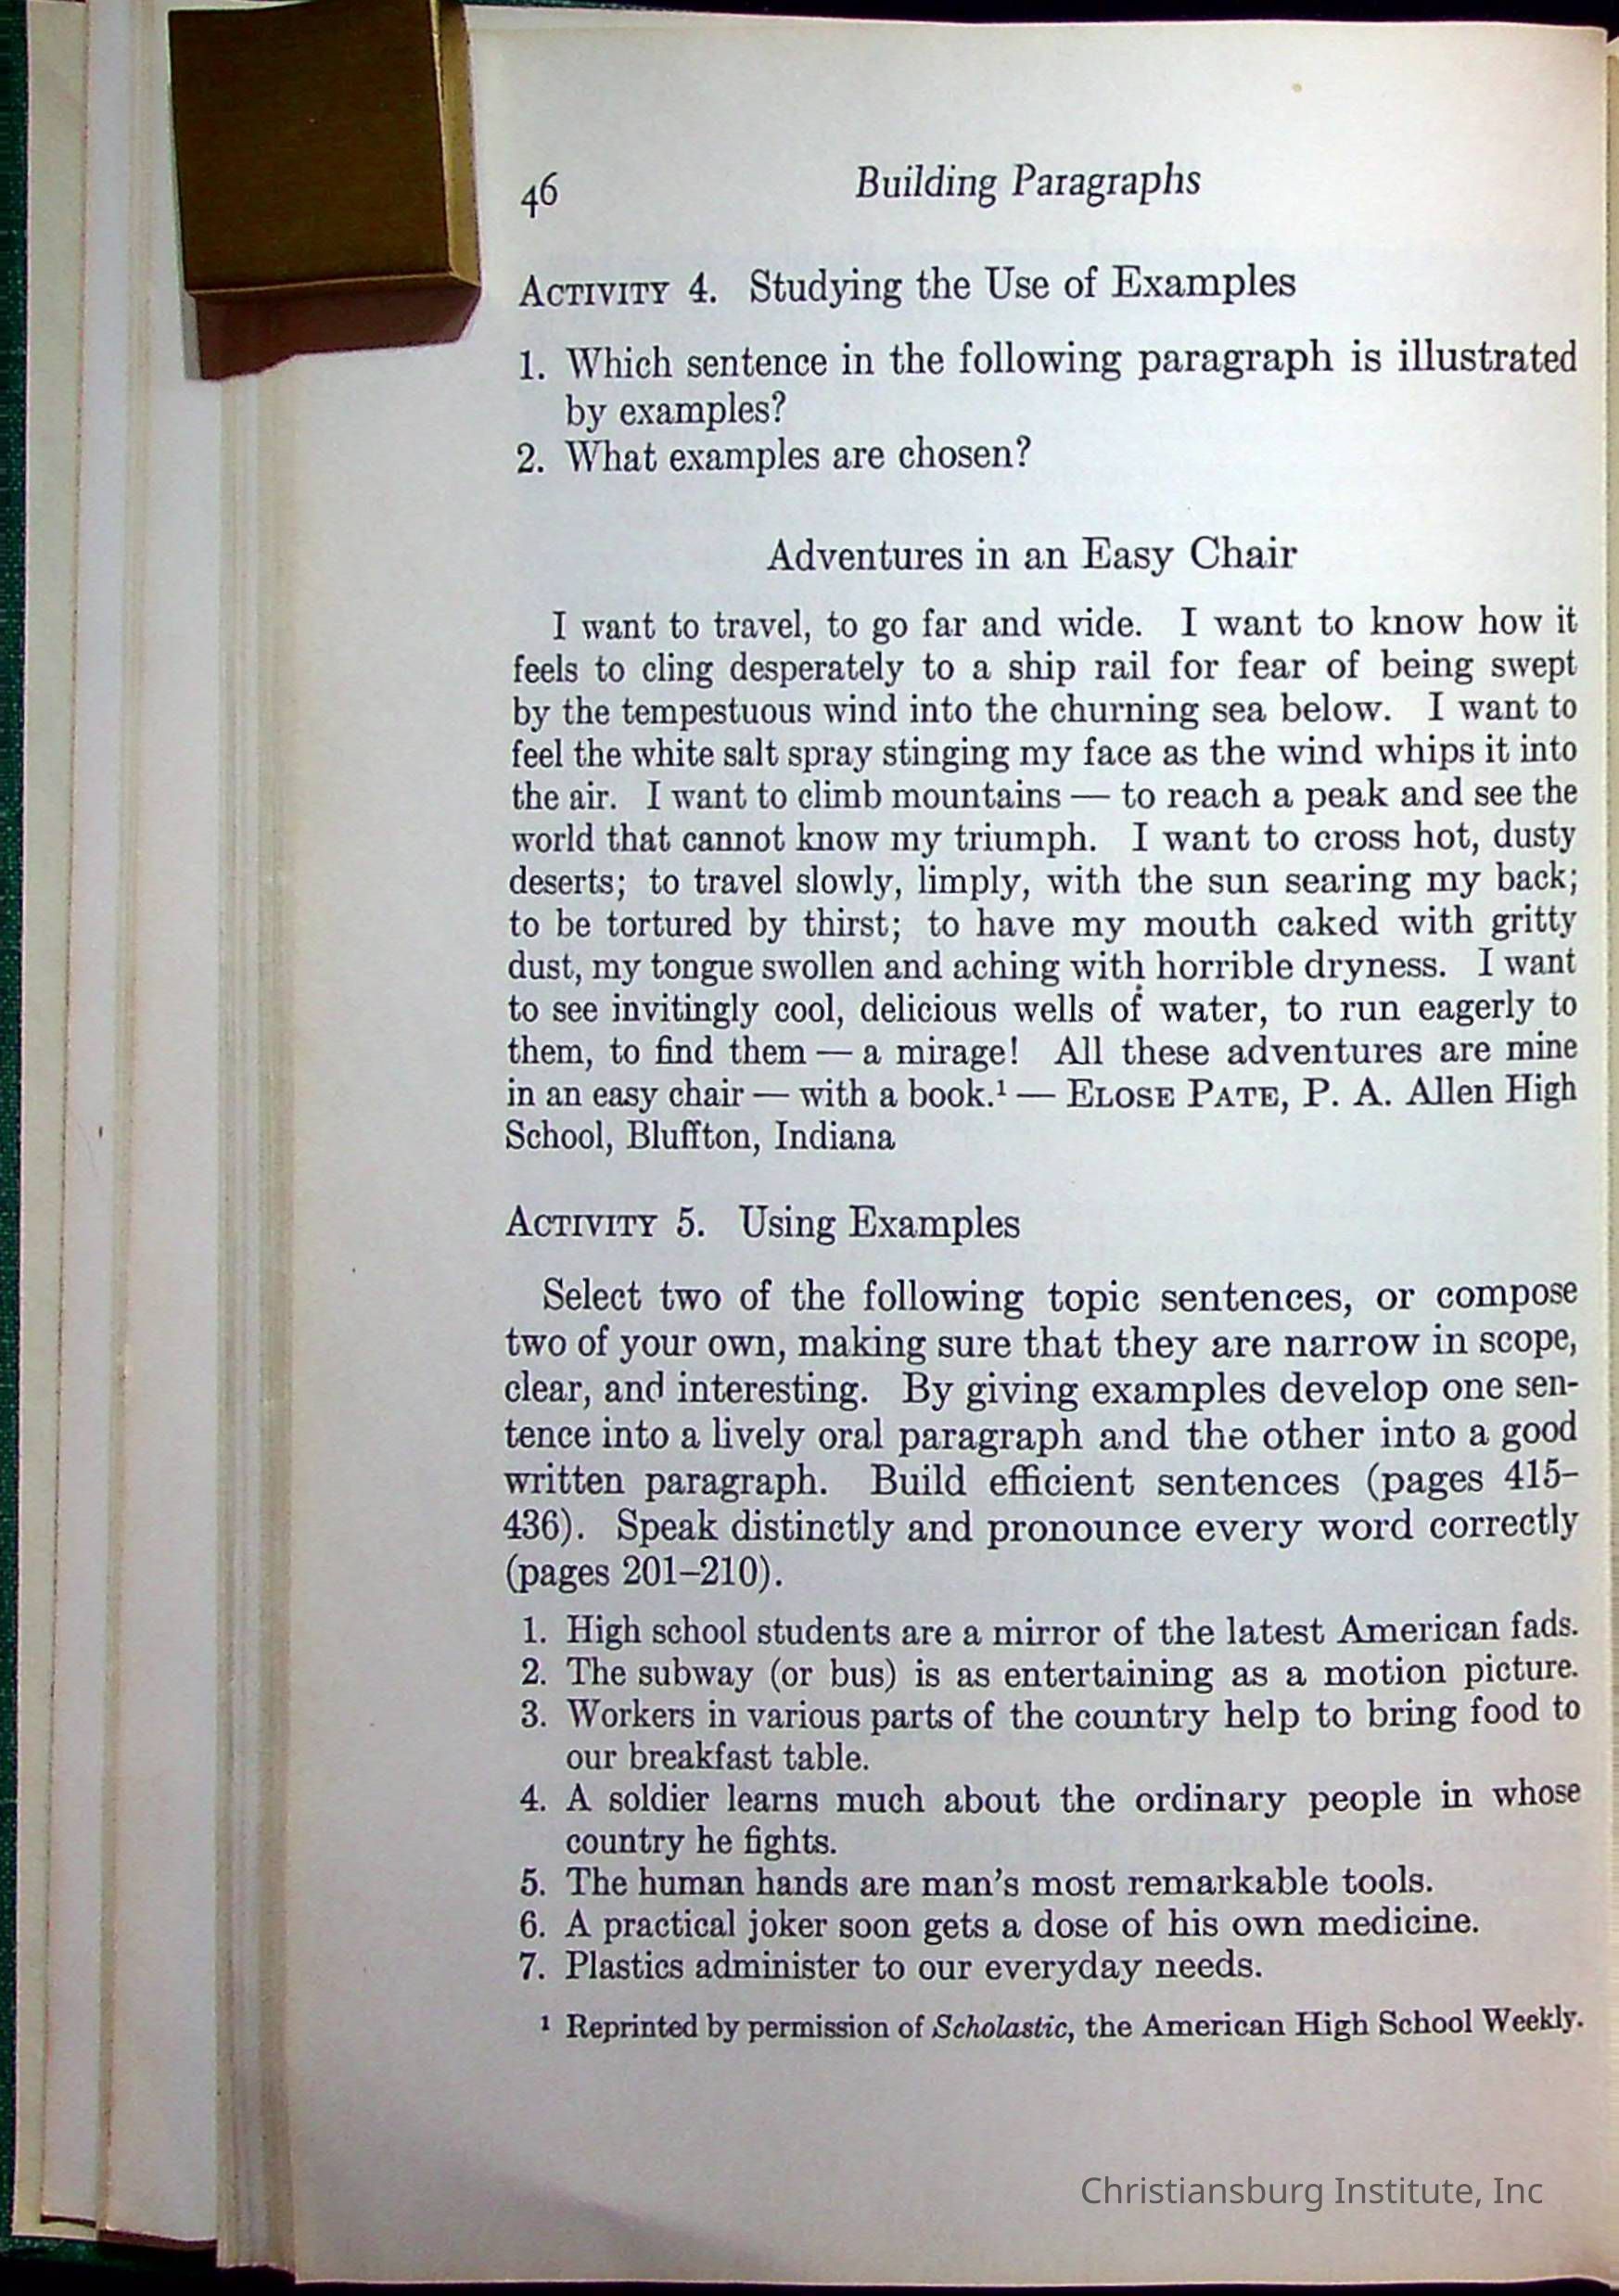 46
Building Paragraphs
ACTIVITY 4. Studying the Use of Examples
1. Which sentence in the following paragraph is illustrated
by examples?
2. What examples are chosen?
Adventures in an Easy Chair
I want to travel, to go far and wide. I want to know how it
feels to cling desperately to a ship rail for fear of being swept
by the tempestuous wind into the churning sea below. I want to
feel the white salt spray stinging my face as the wind whips it into
the air. I want to climb mountains — to reach a peak and see the
world that cannot know my triumph. I want to cross hot, dusty
deserts; to travel slowly, limply, with the sun searing my back;
to be tortured by thirst; to have my mouth caked with gritty
dust, my tongue swollen and aching with horrible dryness. I want
to see invitingly cool, delicious wells of water, to run eagerly to
them, to find them — a mirage! All these adventures are mine
in an easy chair — with a book.¹ — ELOSE PATE, P. A. Allen High
School, Bluffton, Indiana
ACTIVITY 5. Using Examples
Select two of the following topic sentences, or compose
two of your own, making sure that they are narrow in scope,
clear, and interesting. By giving examples develop one sen-
tence into a lively oral paragraph and the other into a good
written paragraph. Build efficient sentences (pages 415–
436). Speak distinctly and pronounce every word correctly
(pages 201–210).
1. High school students are a mirror of the latest American fads.
2. The subway (or bus) is as entertaining as a motion picture.
3. Workers in various parts of the country help to bring food to
our breakfast table.
4. A soldier learns much about the ordinary people in whose
country he fights.
5. The human hands are man's most remarkable tools.
6. A practical joker soon gets a dose of his own medicine.
7. Plastics administer to our everyday needs.
¹ Reprinted by permission of Scholastic, the American High School Weekly.
Christiansburg Institute, Inc